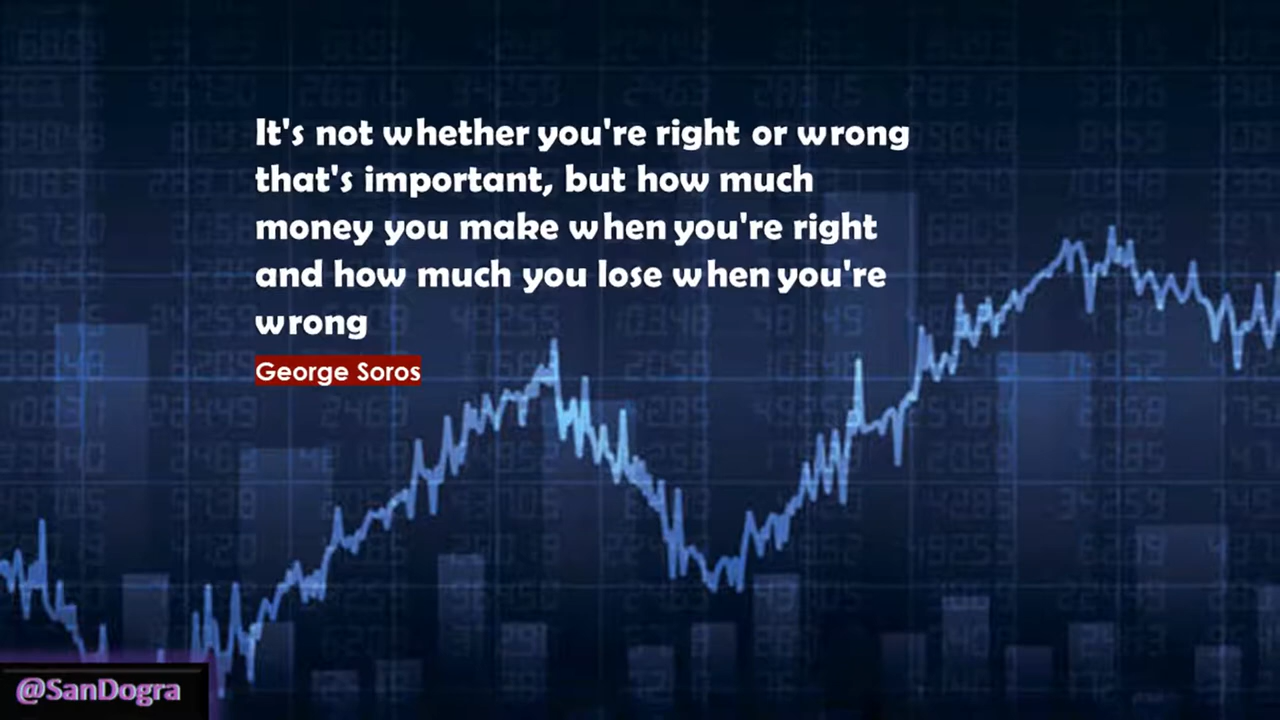 It's not whether you're right or wrong
that's important, but how much
money you make when you're right
and how much you lose when you're
wrong
George Soros
@SanDogra